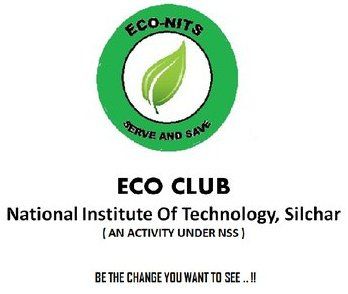 ECO-NITS
SERVE AND SAVE
ECO CLUB
National Institute Of Technology, Silchar
( AN ACTIVITY UNDER NSS )
BE THE CHANGE YOU WANT TO SEE .. !!